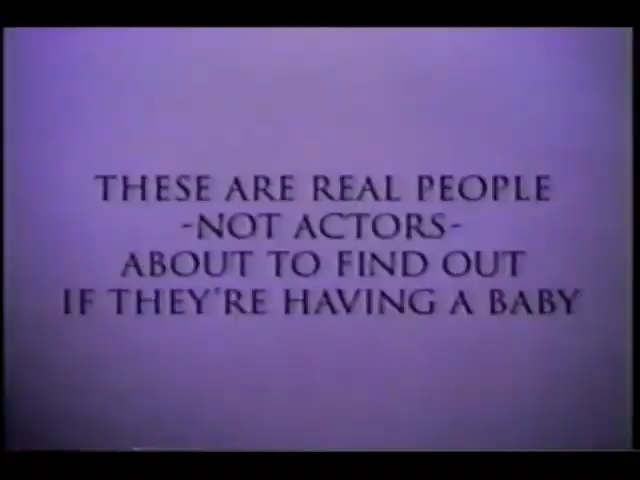 THESE ARE REAL PEOPLE
-NOT ACTORS-
ABOUT TO FIND OUT
IF THEY'RE HAVING A BABY